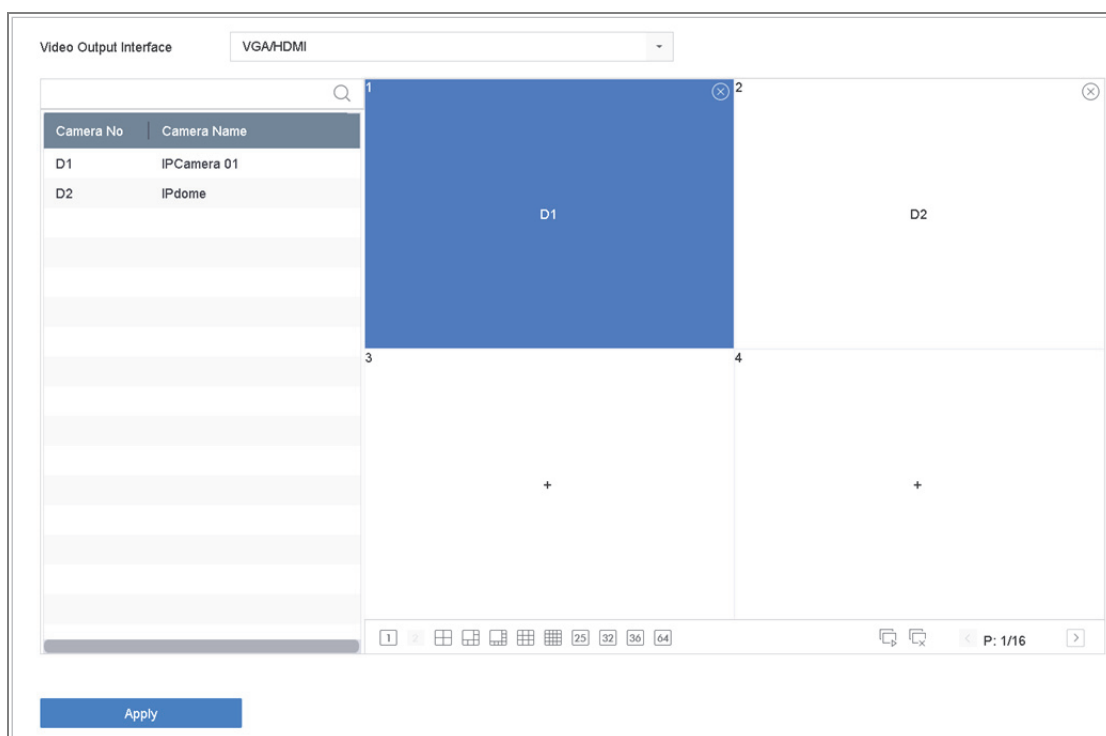 Video Output Interface VGA/HDMI
1 2
Camera No Camera Name
D1 IPCamera 01
D2 IPdome
D1 D2
3 4
+ +
1 2 25 32 36 64 P: 1/16
Apply